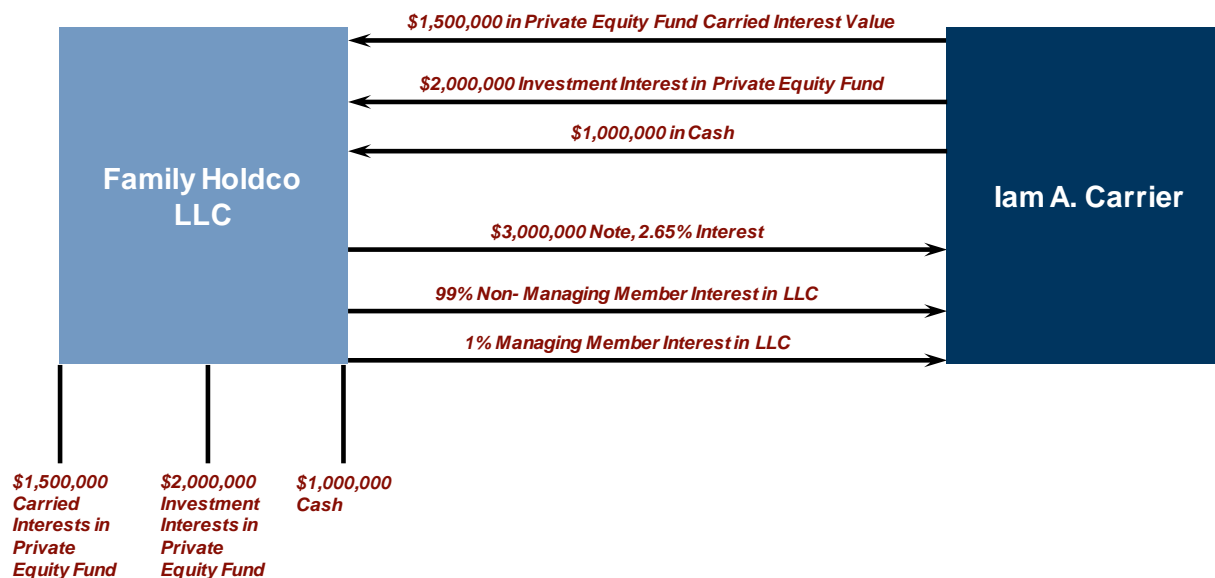 $1,500,000 in Private Equity Fund Carried Interest Value
$2,000,000 Investment Interest in Private Equity Fund
$1,000,000 in Cash
Family Holdco
LLC
Iam A. Carrier
$3,000,000 Note, 2.65% Interest
99% Non- Managing Member Interest in LLC
1% Managing Member Interest in LLC
$1,500,000
Carried
Interests in
Private
Equity Fund
$2,000,000
Investment
Interests in
Private
Equity Fund
$1,000,000
Cash